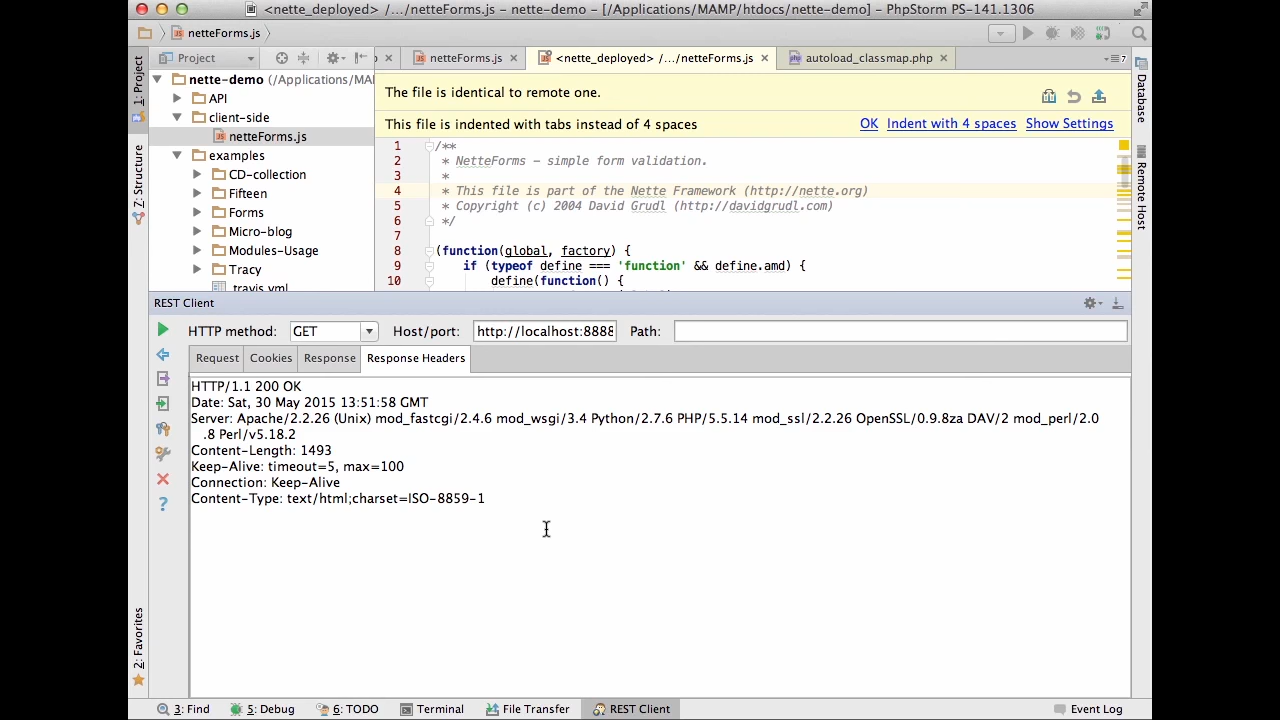 <nette_deployed> /.../netteForms.js - nette-demo - [/Applications/MAMP/htdocs/nette-demo] - PhpStorm PS-141.1306
netteForms.js
1: Project
Project
netteForms.js
<nette_deployed> /.../netteForms.js
autoload_classmap.php
7
nette-demo (/Applications/MAI
API
client-side
netteForms.js
examples
CD-collection
Fifteen
Forms
Micro-blog
Modules-Usage
Tracy
.travis.yml
The file is identical to remote one.
This file is indented with tabs instead of 4 spaces
OK Indent with 4 spaces Show Settings
1 /**
2 * NetteForms - simple form validation.
3 *
4 * This file is part of the Nette Framework (http://nette.org)
5 * Copyright (c) 2004 David Grudl (http://davidgrudl.com)
6 */
7
8 (function(global, factory) {
9 if (typeof define === 'function' && define.amd) {
10 define(function() {
Database
Remote Host
Z: Structure
2: Favorites
REST Client
HTTP method: GET Host/port: http://localhost:8888 Path:
Request Cookies Response Response Headers
HTTP/1.1 200 OK
Date: Sat, 30 May 2015 13:51:58 GMT
Server: Apache/2.2.26 (Unix) mod_fastcgi/2.4.6 mod_wsgi/3.4 Python/2.7.6 PHP/5.5.14 mod_ssl/2.2.26 OpenSSL/0.9.8za DAV/2 mod_perl/2.0
.8 Perl/v5.18.2
Content-Length: 1493
Keep-Alive: timeout=5, max=100
Connection: Keep-Alive
Content-Type: text/html;charset=ISO-8859-1
3: Find 5: Debug 6: TODO Terminal File Transfer REST Client Event Log